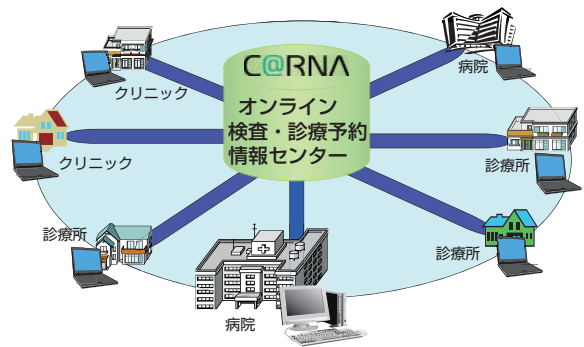 C@RNA
オンライン
検査・診療予約
情報センター
クリニック
病院
クリニック
診療所
診療所
診療所
病院